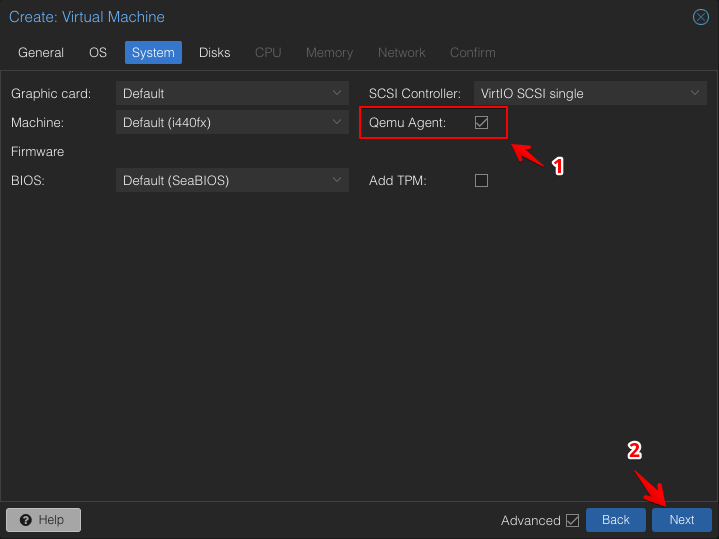 Create: Virtual Machine
General OS System Disks CPU Memory Network Confirm
Graphic card: Default SCSI Controller: VirtIO SCSI single
Machine: Default (i440fx) Qemu Agent:
1
Firmware
BIOS: Default (SeaBIOS) Add TPM:
2
Help Advanced Back Next